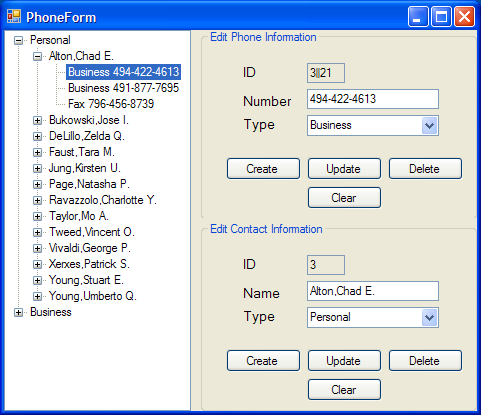 PhoneForm
Personal
Alton,Chad E.
Business 494-422-4613
Business 491-877-7695
Fax 796-456-8739
Bukowski,Jose I.
DeLillo,Zelda Q.
Faust,Tara M.
Jung,Kirsten U.
Page,Natasha P.
Ravazzolo,Charlotte Y.
Taylor,Mo A.
Tweed,Vincent O.
Vivaldi,George P.
Xerxes,Patrick S.
Young,Stuart E.
Young,Umberto Q.
Business
Edit Phone Information
ID 3||21
Number 494-422-4613
Type Business
Create Update Delete
Clear
Edit Contact Information
ID 3
Name Alton,Chad E.
Type Personal
Create Update Delete
Clear